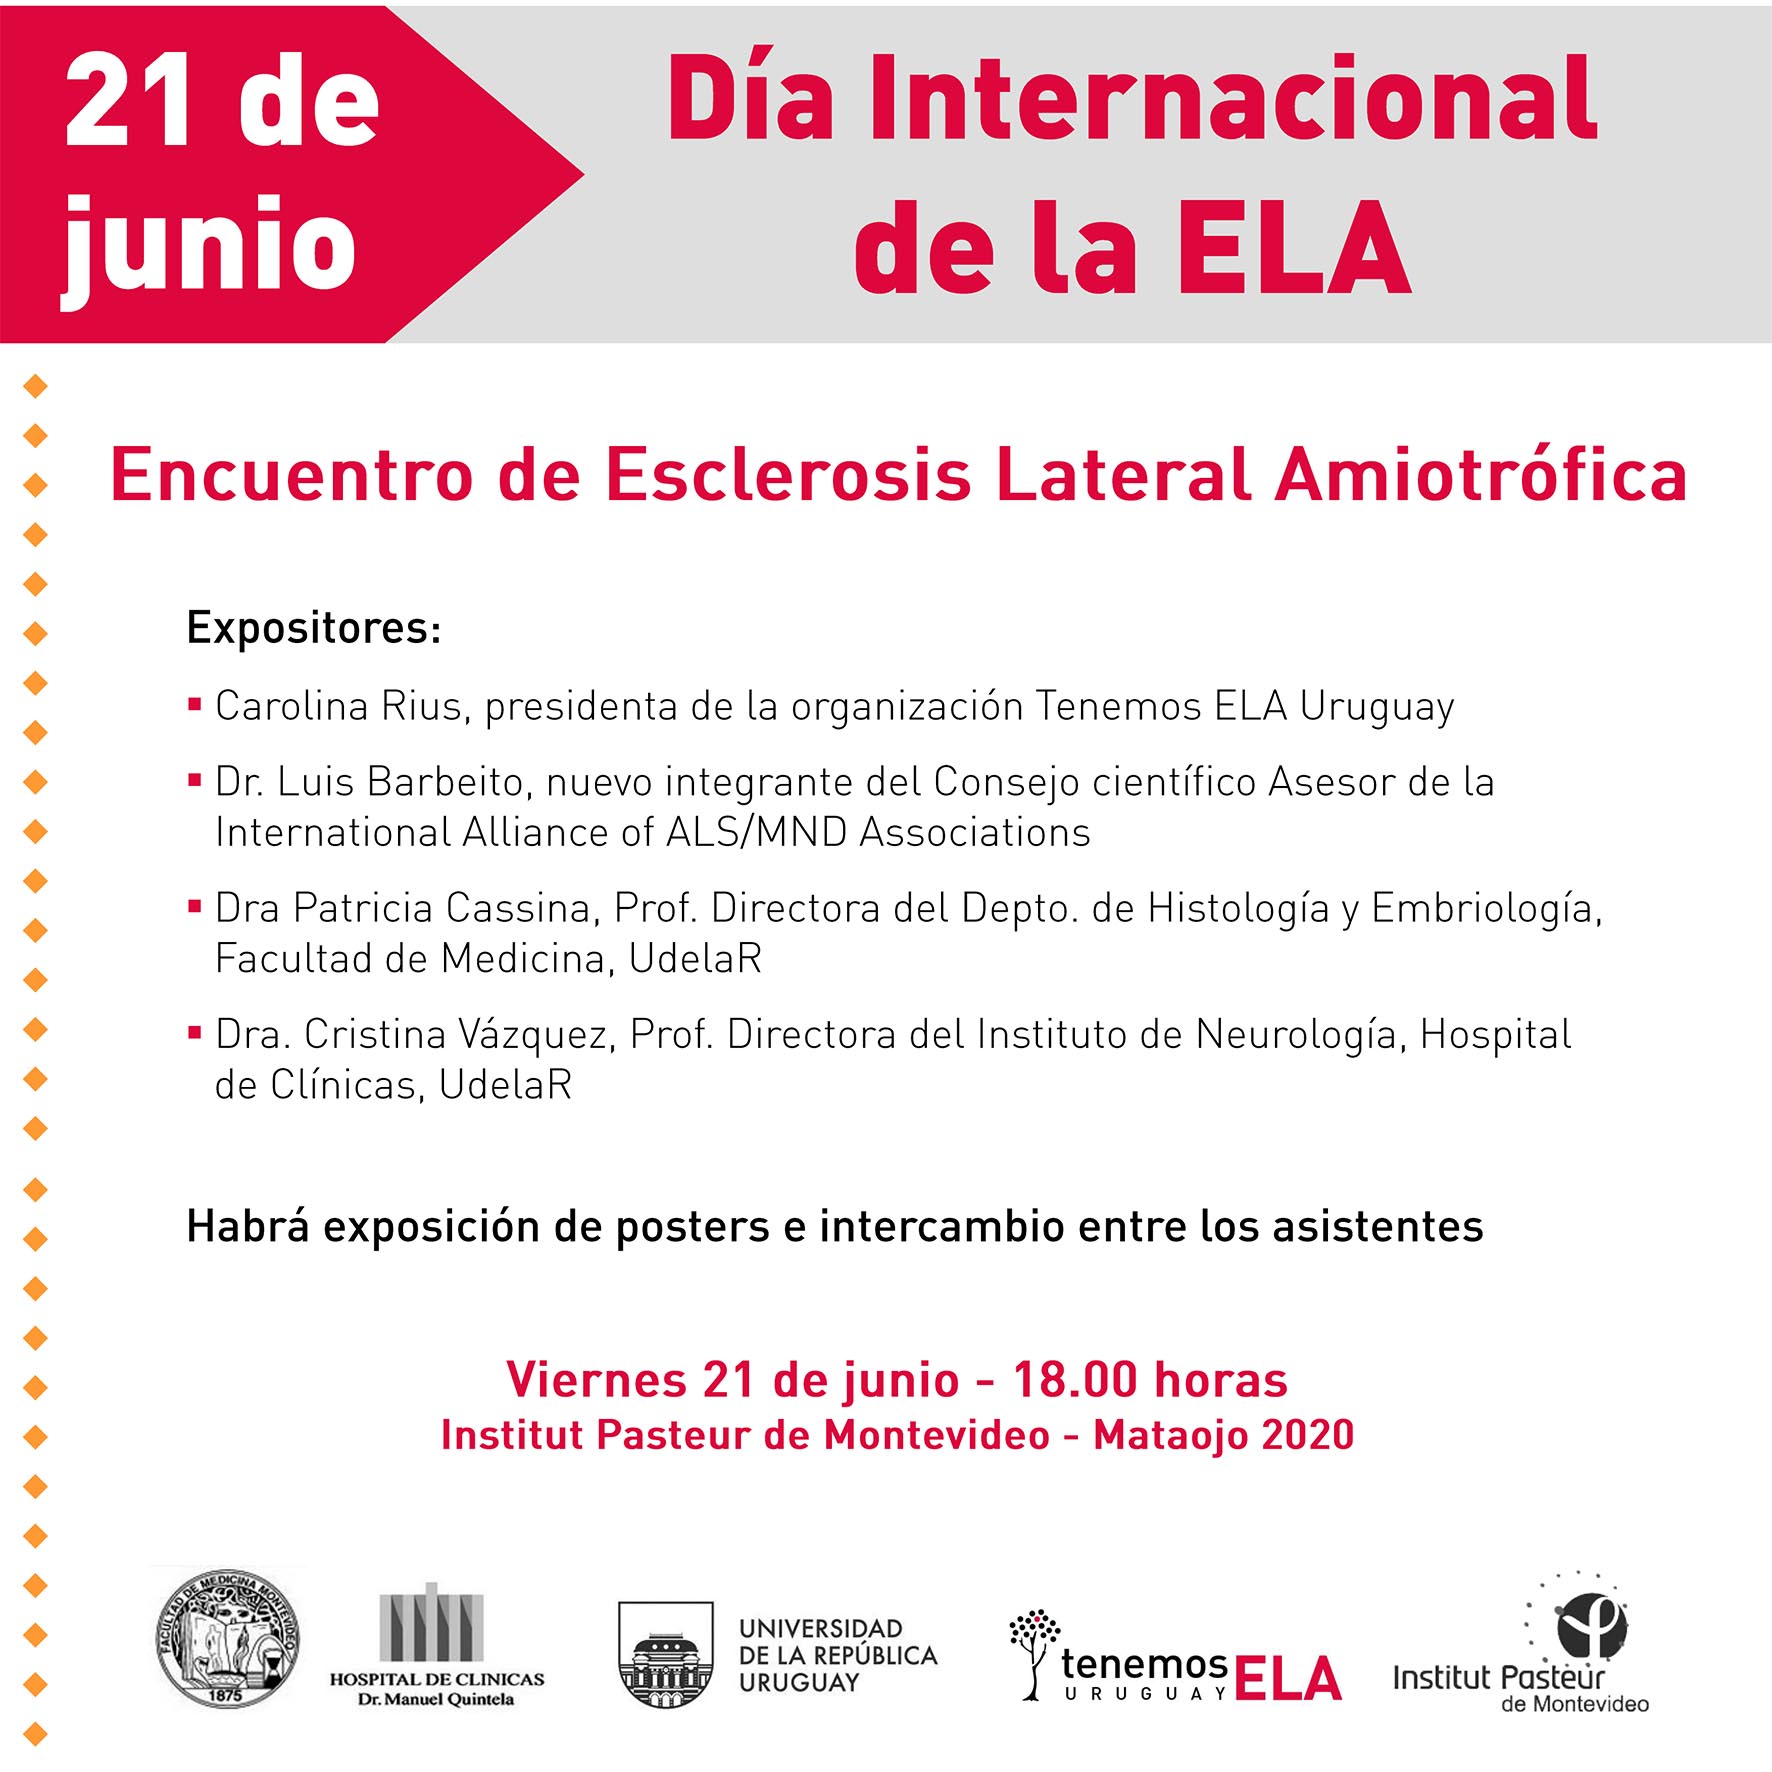 21 de
junio
Día Internacional
de la ELA
Encuentro de Esclerosis Lateral Amiotrófica
Expositores:
▪ Carolina Rius, presidenta de la organización Tenemos ELA Uruguay
▪ Dr. Luis Barbeito, nuevo integrante del Consejo científico Asesor de la
International Alliance of ALS/MND Associations
▪ Dra Patricia Cassina, Prof. Directora del Depto. de Histología y Embriología,
Facultad de Medicina, UdelaR
▪ Dra. Cristina Vázquez, Prof. Directora del Instituto de Neurología, Hospital
de Clínicas, UdelaR
Habrá exposición de posters e intercambio entre los asistentes
Viernes 21 de junio - 18.00 horas
Institut Pasteur de Montevideo - Mataojo 2020
FACULTAD DE MEDICINA MONTEVIDEO
1875
HOSPITAL DE CLINICAS
Dr. Manuel Quintela
UNIVERSIDAD
DE LA REPÚBLICA
URUGUAY
tenemos ELA
URUGUAY
Institut Pasteur
de Montevideo